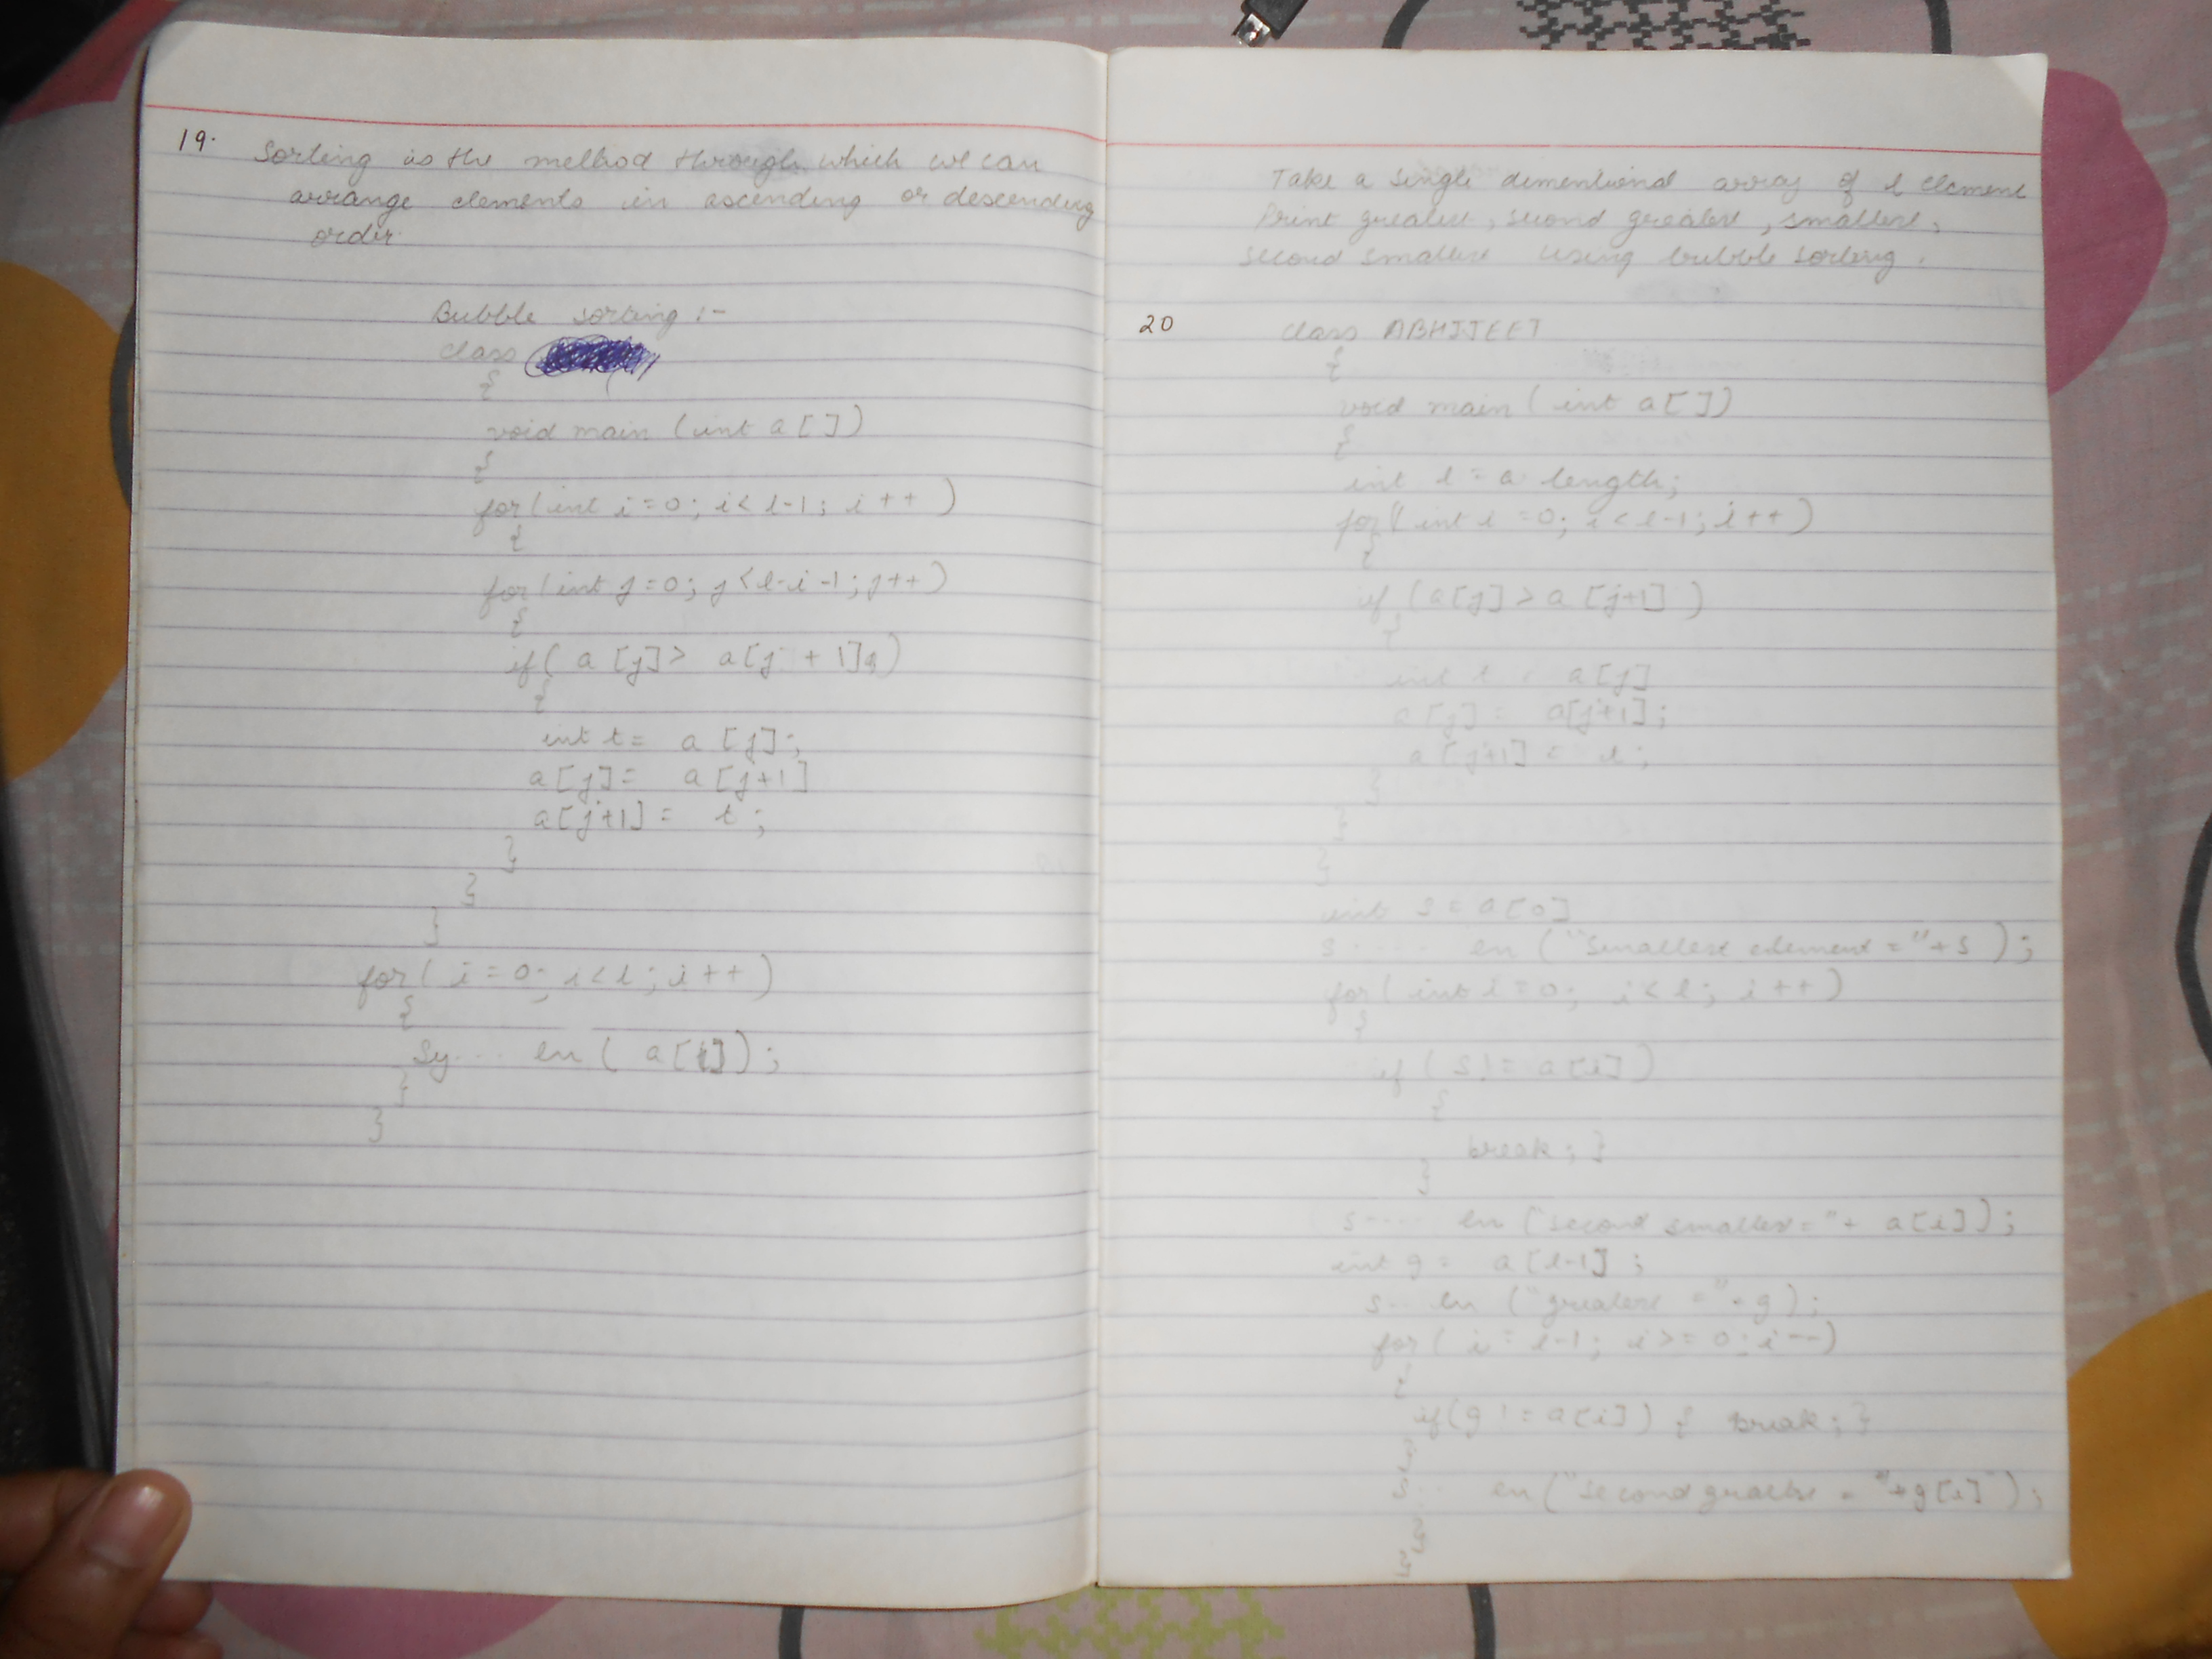 19.
Sorting is the method through which we can
arrange elements in ascending or descending
order.
Bubble sorting :-
class
{
void main (int a [ ])
{
for(int i=0; i< l-1; i ++ )
{
for(int j=0; j<l-i-1; j++)
{
if( a [j]> a[j + 1])
{
int t= a [j];
a[j]= a[j+1]
a[j+1]= t;
}
}
}
for( i=0; i<l; i++)
{
Sy... ln( a[i]);
}
}
Take a single dimentional array of l element
Print greatest, second greatest, smallest,
second smallest using bubble sorting.
20
class ABHIJEET
{
void main( int a[ ])
{
int l = a length;
for( int i =0; i<l-1; i++)
{
if (a[j] > a [j+1] )
{
int t = a[j]
a[j] = a[j+1];
a[j+1] = t;
}
}
}
int s = a[0]
s..... ln ("Smallest element ="+s );
for( int i=0; i<l; i++)
{
if ( s != a[i])
{
break; }
}
s.... ln ("second smallest="+ a[i]);
int g = a[l-1] ;
s.. ln ("greatest ="+g);
for( i = l-1; i>= 0; i--)
{
if(g != a[i]) { break; }
}
s... ln("second greatest = "+g[i]");
}
}